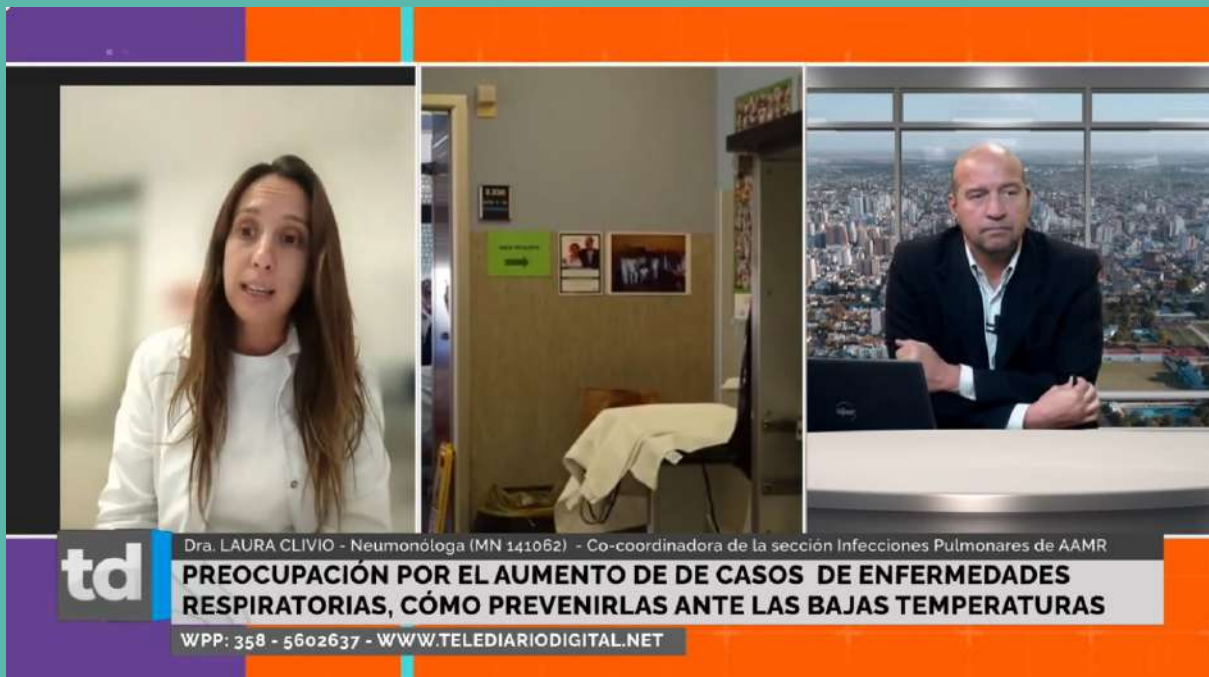 td
Dra. LAURA CLIVIO - Neumonóloga (MN 141062) - Co-coordinadora de la sección Infecciones Pulmonares de AAMR
PREOCUPACIÓN POR EL AUMENTO DE DE CASOS DE ENFERMEDADES
RESPIRATORIAS, CÓMO PREVENIRLAS ANTE LAS BAJAS TEMPERATURAS
WPP: 358 - 5602637 - WWW.TELEDIARIODIGITAL.NET